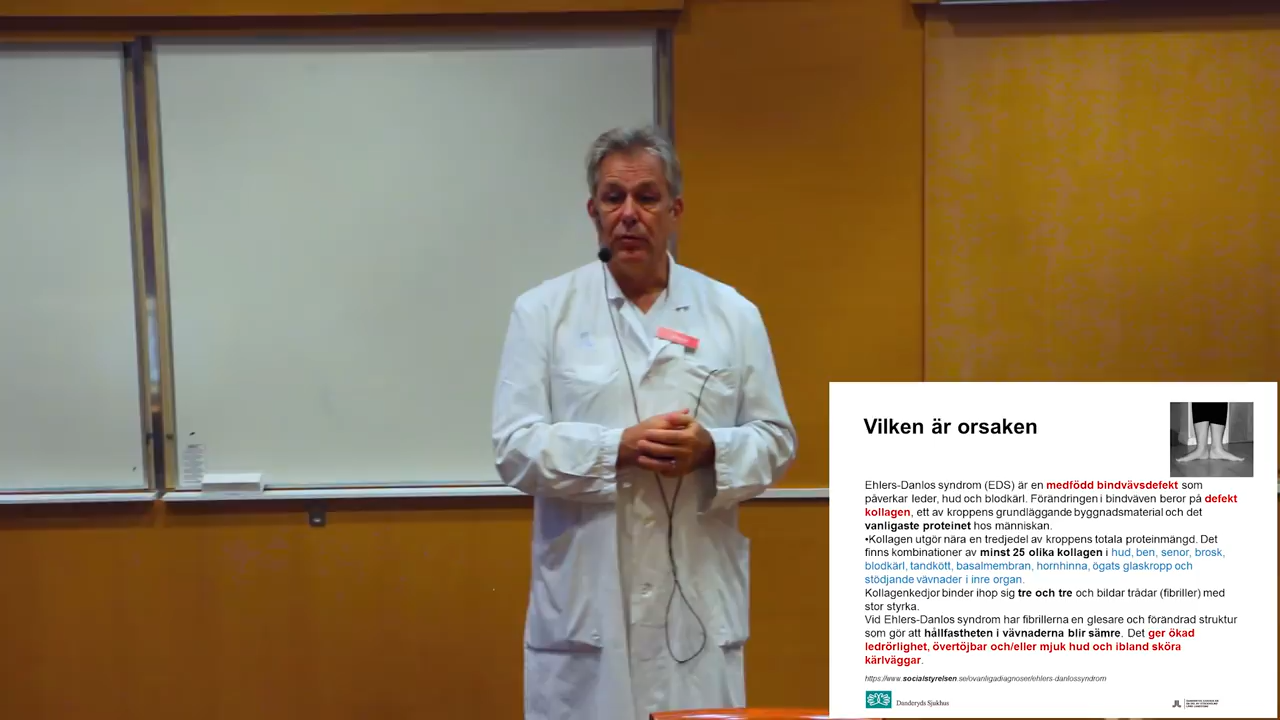 Vilken är orsaken
Ehlers-Danlos syndrom (EDS) är en medfödd bindvävsdefekt som
påverkar leder, hud och blodkärl. Förändringen i bindväven beror på defekt
kollagen, ett av kroppens grundläggande byggnadsmaterial och det
vanligaste proteinet hos människan.
•Kollagen utgör nära en tredjedel av kroppens totala proteinmängd. Det
finns kombinationer av minst 25 olika kollagen i hud, ben, senor, brosk,
blodkärl, tandkött, basalmembran, hornhinna, ögats glaskropp och
stödjande vävnader i inre organ.
Kollagenkedjor binder ihop sig tre och tre och bildar trådar (fibriller) med
stor styrka.
Vid Ehlers-Danlos syndrom har fibrillerna en glesare och förändrad struktur
som gör att hållfastheten i vävnaderna blir sämre. Det ger ökad
ledrörlighet, övertöjbar och/eller mjuk hud och ibland sköra
kärlväggar.
https://www.socialstyrelsen.se/ovanligadiagnoser/ehlers-danlossyndrom
Danderyds Sjukhus